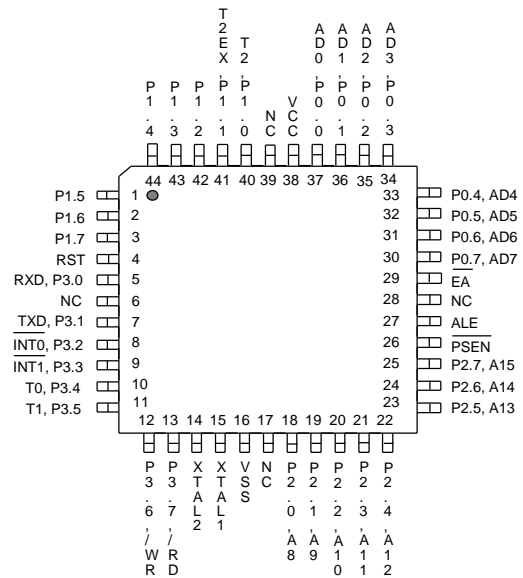 P1.4
P1.3
P1.2
T2EX,P1.1
T2,P1.0
NC
VCC
AD0,P0.0
AD1,P0.1
AD2,P0.2
AD3,P0.3
44 43 42 41 40 39 38 37 36 35 34
P1.5 1 33 P0.4, AD4
P1.6 2 32 P0.5, AD5
P1.7 3 31 P0.6, AD6
RST 4 30 P0.7, AD7
RXD, P3.0 5 29 EA
NC 6 28 NC
TXD, P3.1 7 27 ALE
INT0, P3.2 8 26 PSEN
INT1, P3.3 9 25 P2.7, A15
T0, P3.4 10 24 P2.6, A14
T1, P3.5 11 23 P2.5, A13
12 13 14 15 16 17 18 19 20 21 22
P3.6,/WR
P3.7,/RD
XTAL2
XTAL1
VSS
NC
P2.0,A8
P2.1,A9
P2.2,A10
P2.3,A11
P2.4,A12